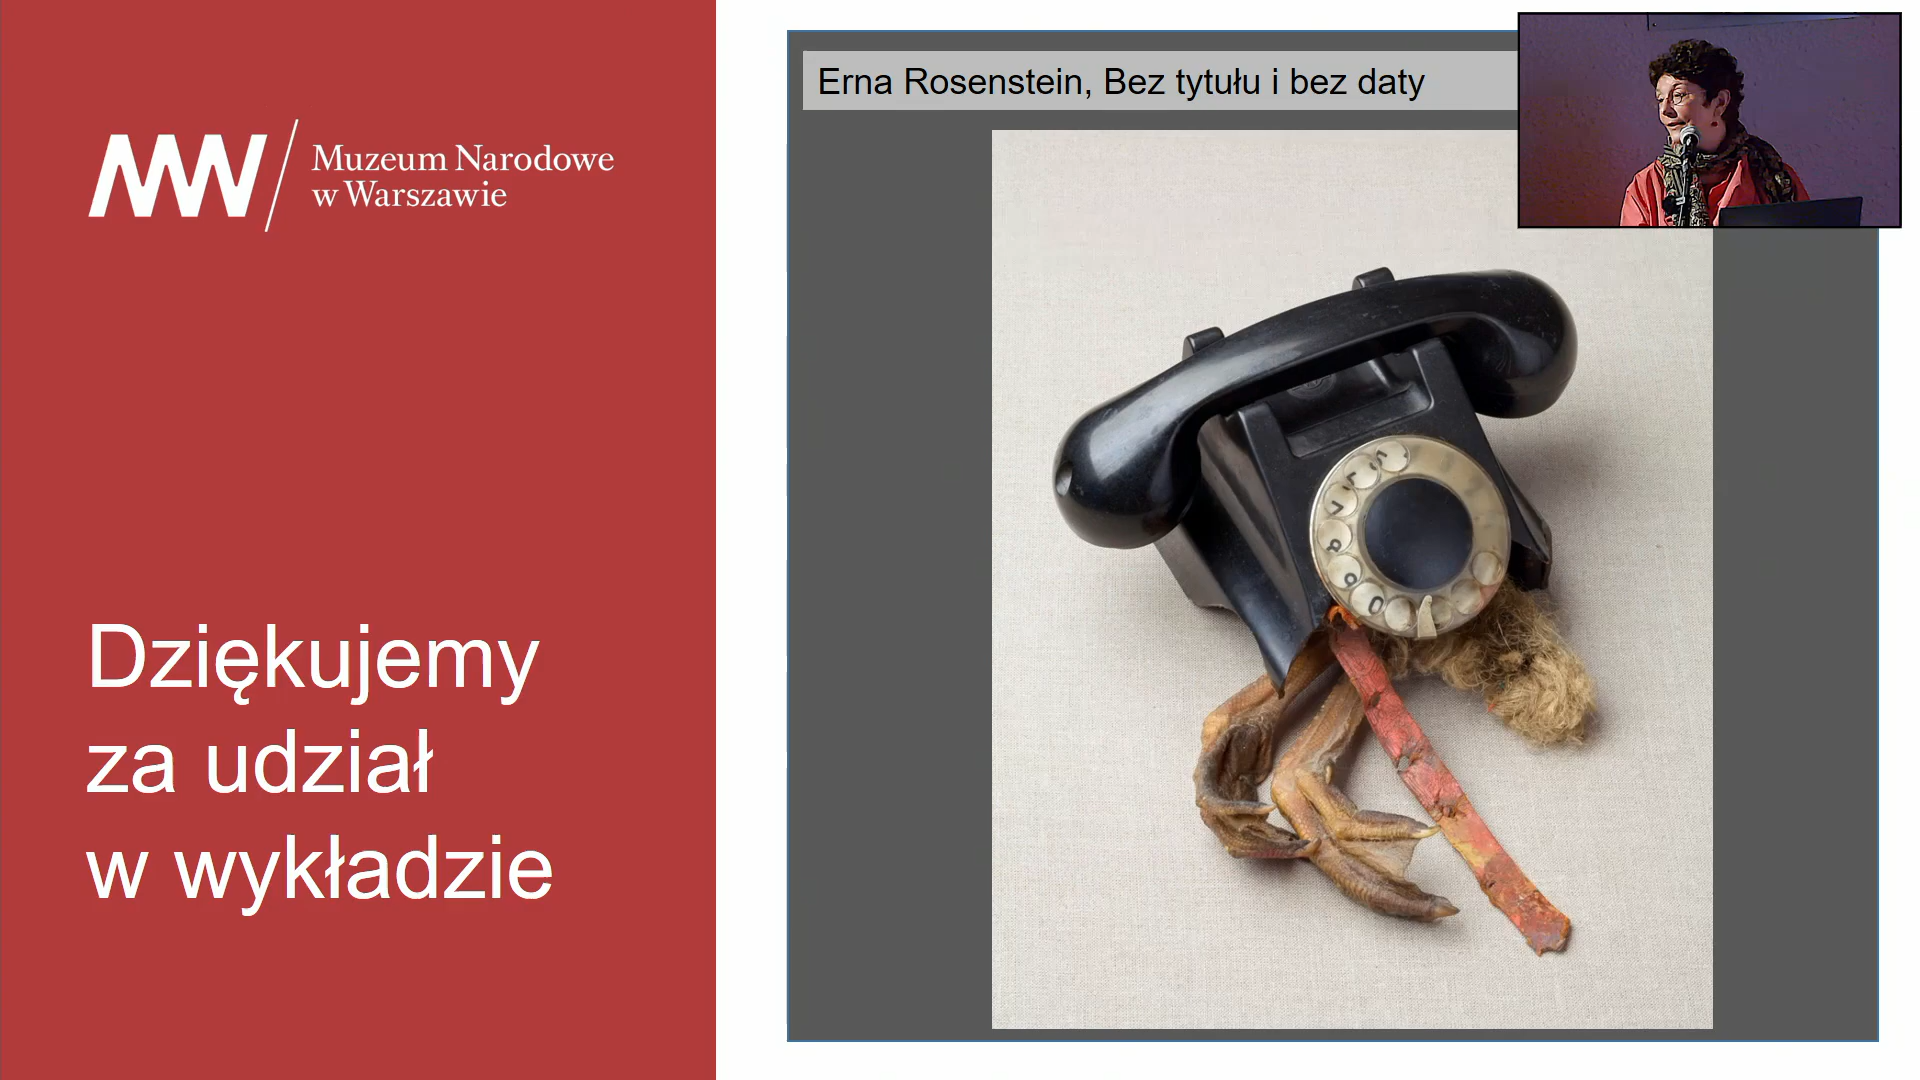 Muzeum Narodowe
w Warszawie
Dziękujemy
za udział
w wykładzie
Erna Rosenstein, Bez tytułu i bez daty